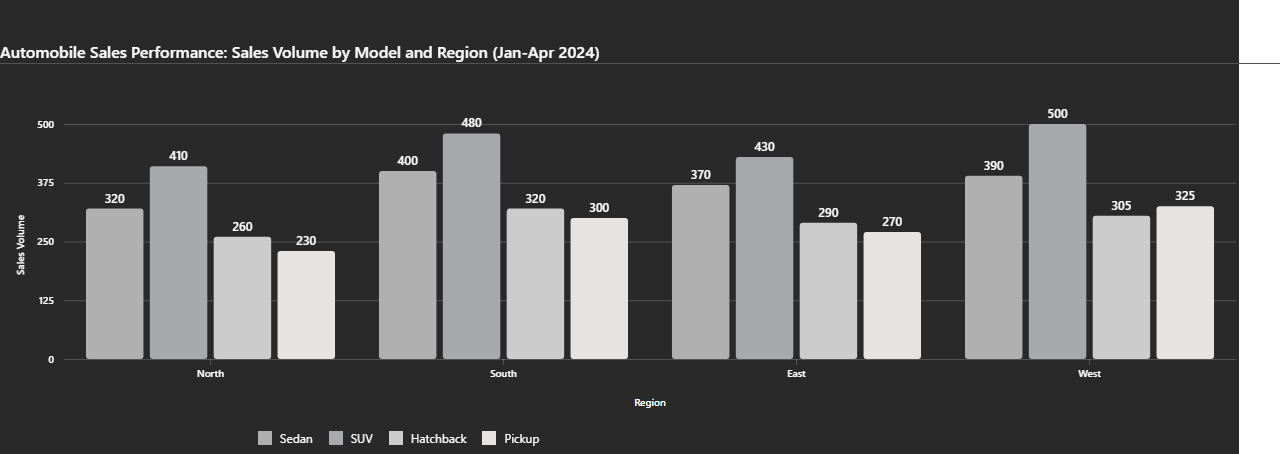 Automobile Sales Performance: Sales Volume by Model and Region (Jan-Apr 2024)
500
375
250
125
0
Sales Volume
320
410
260
230
400
480
320
300
370
430
290
270
390
500
305
325
North
South
East
West
Region
Sedan
SUV
Hatchback
Pickup